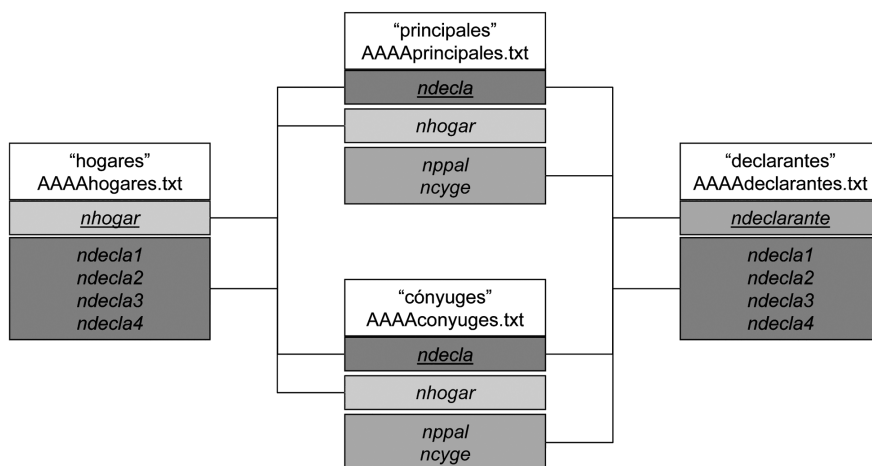 “principales”
AAAAprincipales.txt
ndecla
nhogar
nppal
ncyge
“hogares”
AAAAhogares.txt
nhogar
ndecla1
ndecla2
ndecla3
ndecla4
“declarantes”
AAAAdeclarantes.txt
ndeclarante
ndecla1
ndecla2
ndecla3
ndecla4
“cónyuges”
AAAAconyuges.txt
ndecla
nhogar
nppal
ncyge